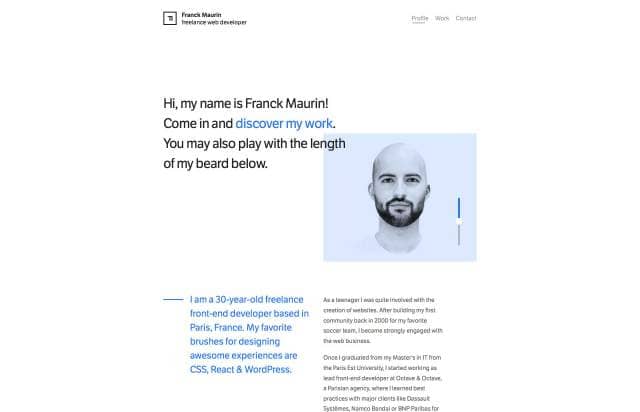 Franck Maurin
freelance web developer
Profile Work Contact
Hi, my name is Franck Maurin!
Come in and discover my work.
You may also play with the length
of my beard below.
I am a 30-year-old freelance
front-end developer based in
Paris, France. My favorite
brushes for designing
awesome experiences are
CSS, React & WordPress.
As a teenager I was quite involved with the
creation of websites. After building my first
community back in 2000 for my favorite
soccer team, I became strongly engaged with
the web business.
Once I graduated from my Master's in IT from
the Paris Est University, I started working as
lead front-end developer at Octave & Octave,
a Parisian agency, where I learned best
practices with major clients like Dassault
Systèmes, Namco Bandai or BNP Paribas for